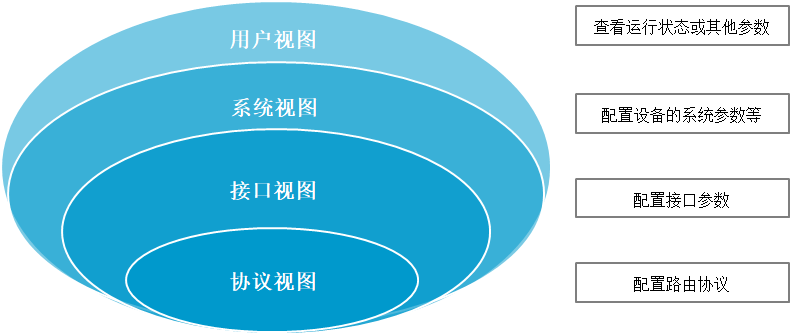 用户视图
查看运行状态或其他参数
系统视图
配置设备的系统参数等
接口视图
配置接口参数
协议视图
配置路由协议